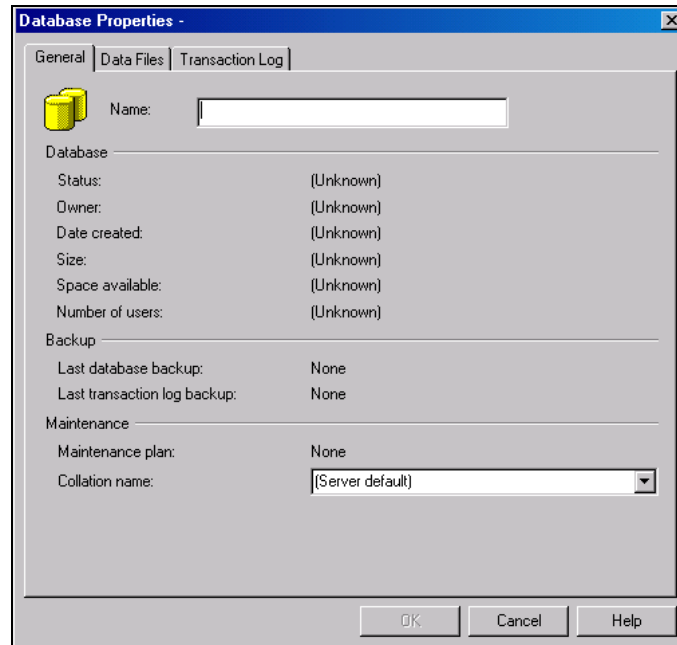 Database Properties -
General Data Files Transaction Log
Name:
Database
Status: (Unknown)
Owner: (Unknown)
Date created: (Unknown)
Size: (Unknown)
Space available: (Unknown)
Number of users: (Unknown)
Backup
Last database backup: None
Last transaction log backup: None
Maintenance
Maintenance plan: None
Collation name: (Server default)
OK Cancel Help